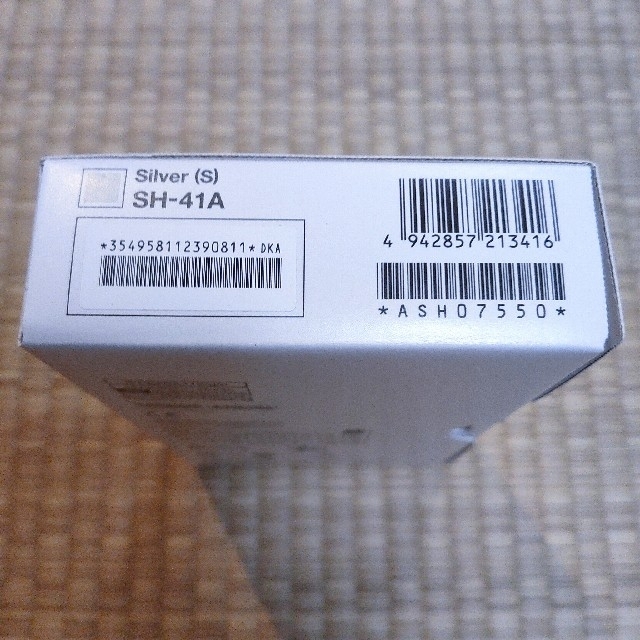 Silver (S)
SH-41A
*354958112390811* DKA
4 942857 213416
*ASH07550*